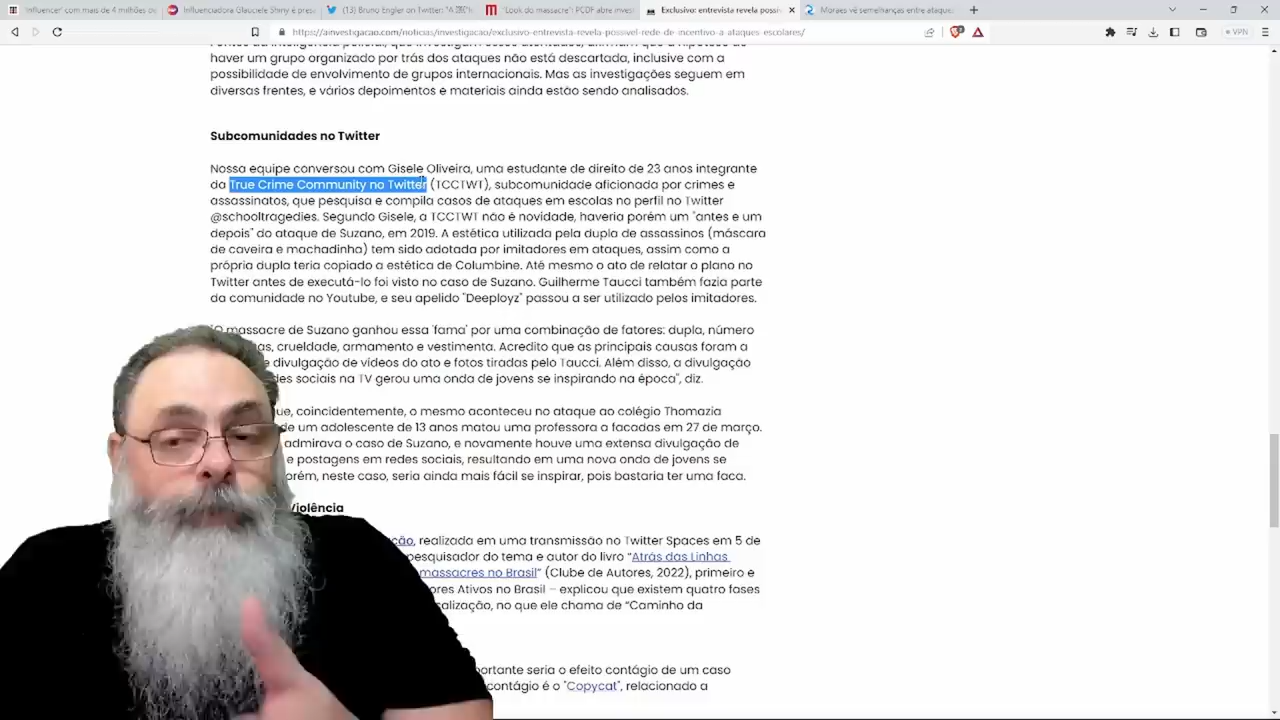 "Influencer" com mais de 4 milhões de
Influenciadora Glauciele Shiny é presa
(13) Bruno Engler on Twitter: "A
"Look do massacre": PCDF abre invest
Exclusivo: entrevista revela possív
Moraes vê semelhanças entre ataques
https://ainvestigacao.com/noticias/investigacao/exclusivo-entrevista-revela-possivel-rede-de-incentivo-a-ataques-escolares/
VPN
Fontes da inteligência policial, que investigam esses atentados, afirmam que a hipótese de
haver um grupo organizado por trás dos ataques não está descartada, inclusive com a
possibilidade de envolvimento de grupos internacionais. Mas as investigações seguem em
diversas frentes, e vários depoimentos e materiais ainda estão sendo analisados.
Subcomunidades no Twitter
Nossa equipe conversou com Gisele Oliveira, uma estudante de direito de 23 anos integrante
da True Crime Community no Twitter (TCCTWT), subcomunidade aficionada por crimes e
assassinatos, que pesquisa e compila casos de ataques em escolas no perfil no Twitter
@schooltragedies. Segundo Gisele, a TCCTWT não é novidade, haveria porém um "antes e um
depois" do ataque de Suzano, em 2019. A estética utilizada pela dupla de assassinos (máscara
de caveira e machadinha) tem sido adotada por imitadores em ataques, assim como a
própria dupla teria copiado a estética de Columbine. Até mesmo o ato de relatar o plano no
Twitter antes de executá-lo foi visto no caso de Suzano. Guilherme Taucci também fazia parte
da comunidade no Youtube, e seu apelido "Deeployz" passou a ser utilizado pelos imitadores.
"O massacre de Suzano ganhou essa 'fama' por uma combinação de fatores: dupla, número
as, crueldade, armamento e vestimenta. Acredito que as principais causas foram a
e divulgação de vídeos do ato e fotos tiradas pelo Taucci. Além disso, a divulgação
des sociais na TV gerou uma onda de jovens se inspirando na época", diz.
ue, coincidentemente, o mesmo aconteceu no ataque ao colégio Thomazia
de um adolescente de 13 anos matou uma professora a facadas em 27 de março.
admirava o caso de Suzano, e novamente houve uma extensa divulgação de
e postagens em redes sociais, resultando em uma nova onda de jovens se
orém, neste caso, seria ainda mais fácil se inspirar, pois bastaria ter uma faca.
Violência
ção, realizada em uma transmissão no Twitter Spaces em 5 de
pesquisador do tema e autor do livro "Atrás das Linhas
massacres no Brasil" (Clube de Autores, 2022), primeiro e
ores Ativos no Brasil – explicou que existem quatro fases
calização, no que ele chama de "Caminho da
portante seria o efeito contágio de um caso
contágio é o "Copycat", relacionado a